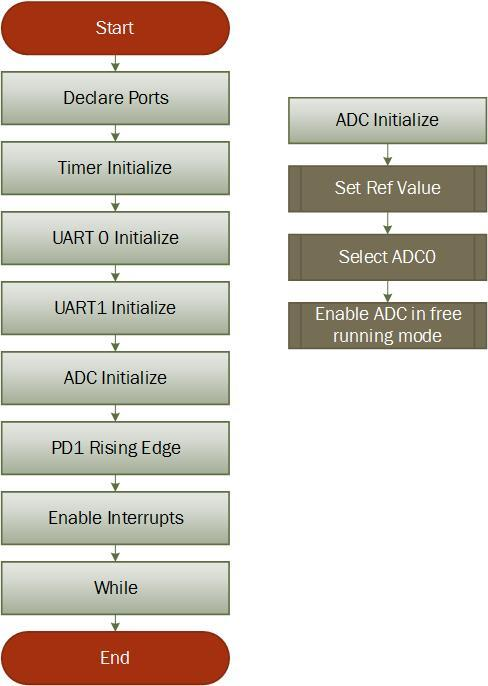 Start
Declare Ports
Timer Initialize
UART 0 Initialize
UART1 Initialize
ADC Initialize
PD1 Rising Edge
Enable Interrupts
While
End
ADC Initialize
Set Ref Value
Select ADC0
Enable ADC in free
running mode